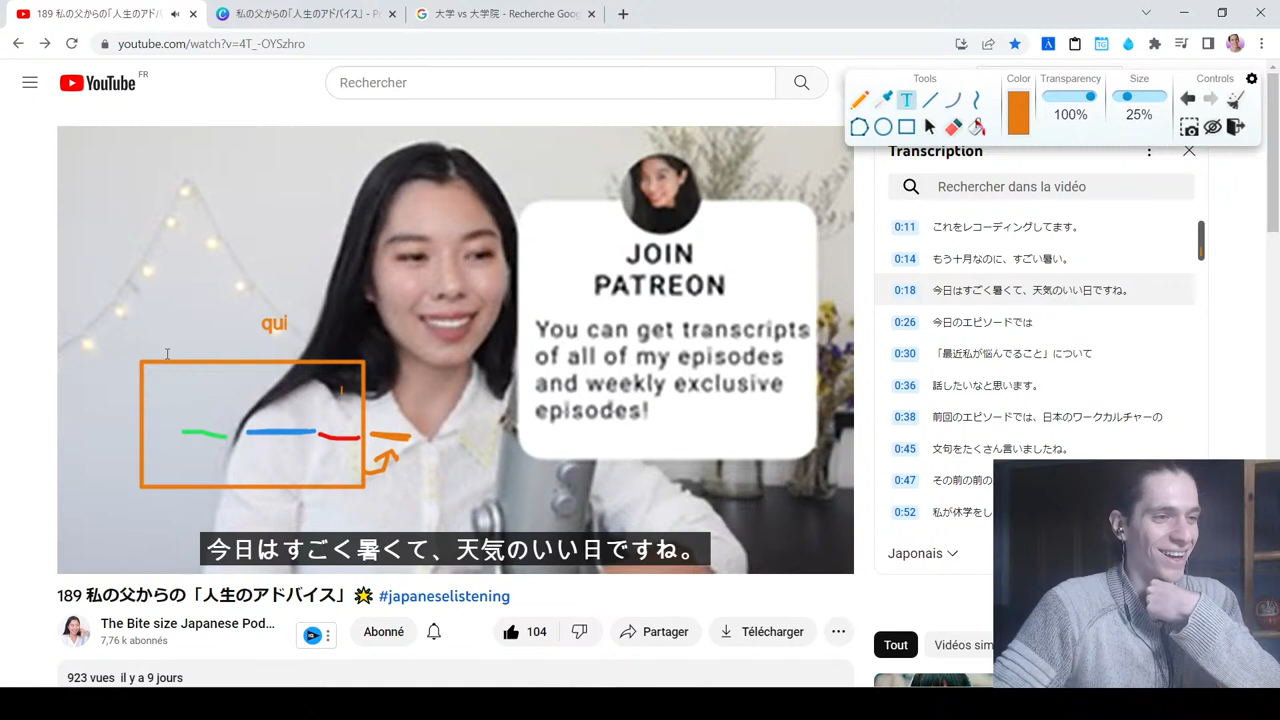 189 私の父からの「人生のアドバイ
私の父からの「人生のアドバイス」 - P
大学 vs 大学院 - Recherche Goog
youtube.com/watch?v=4T_-OYSzhro
YouTube FR
Rechercher
Tools
Color
Transparency
Size
Controls
100%
25%
JOIN
PATREON
You can get transcripts
of all of my episodes
and weekly exclusive
episodes!
qui
今日はすごく暑くて、天気のいい日ですね。
Transcription
Rechercher dans la vidéo
0:11 これをレコーディングしてます。
0:14 もう十月なのに、すごい暑い。
0:18 今日はすごく暑くて、天気のいい日ですね。
0:26 今日のエピソードでは
0:30 「最近私が悩んでること」について
0:36 話したいなと思います。
0:38 前回のエピソードでは、日本のワークカルチャーの
0:45 文句をたくさん言いましたね。
0:47 その前の前の
0:52 私が休学をし
Japonais
189 私の父からの「人生のアドバイス」 🌟 #japaneselistening
The Bite size Japanese Pod...
7,76 k abonnés
Abonné
104
Partager
Télécharger
Tout
Vidéos sim
923 vues il y a 9 jours